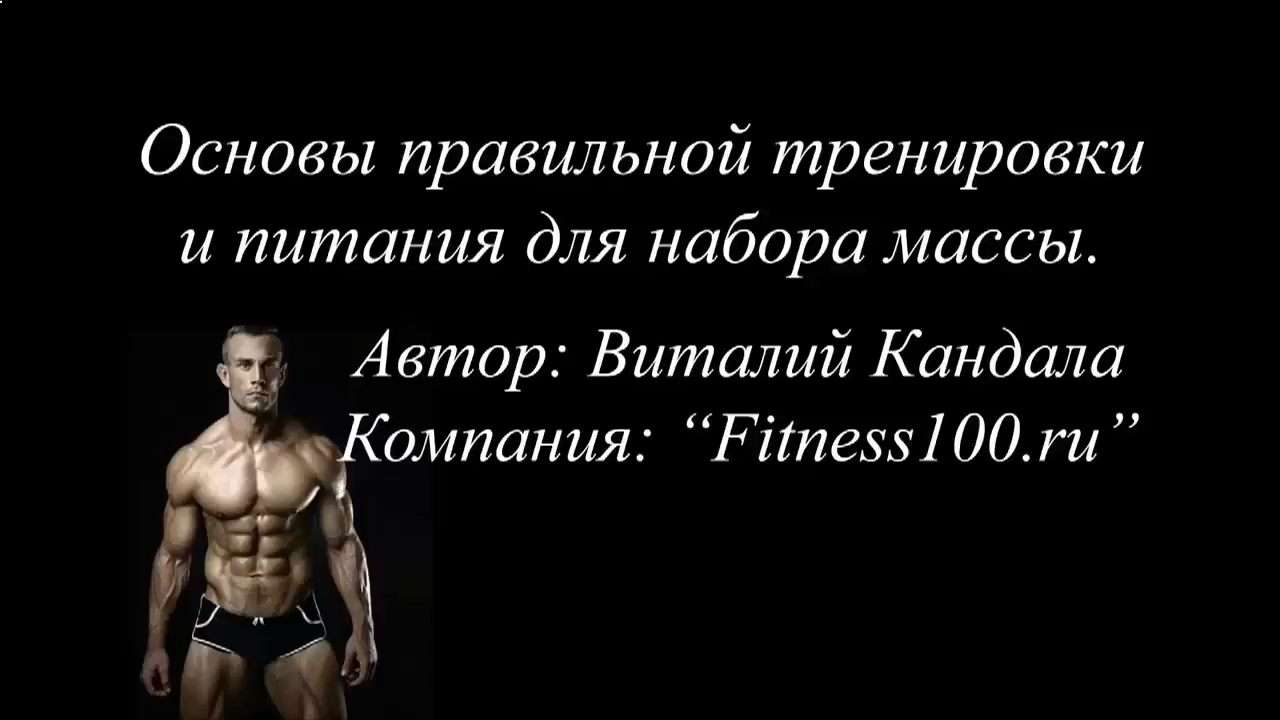 Основы правильной тренировки
и питания для набора массы.
Автор: Виталий Кандала
Компания: “Fitness100.ru”